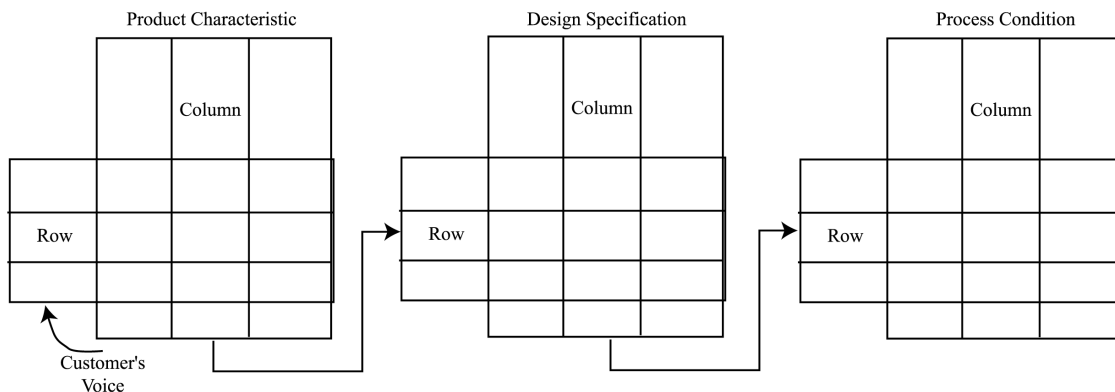 Product Characteristic
Design Specification
Process Condition
Column
Column
Column
Row
Row
Row
Customer's
Voice